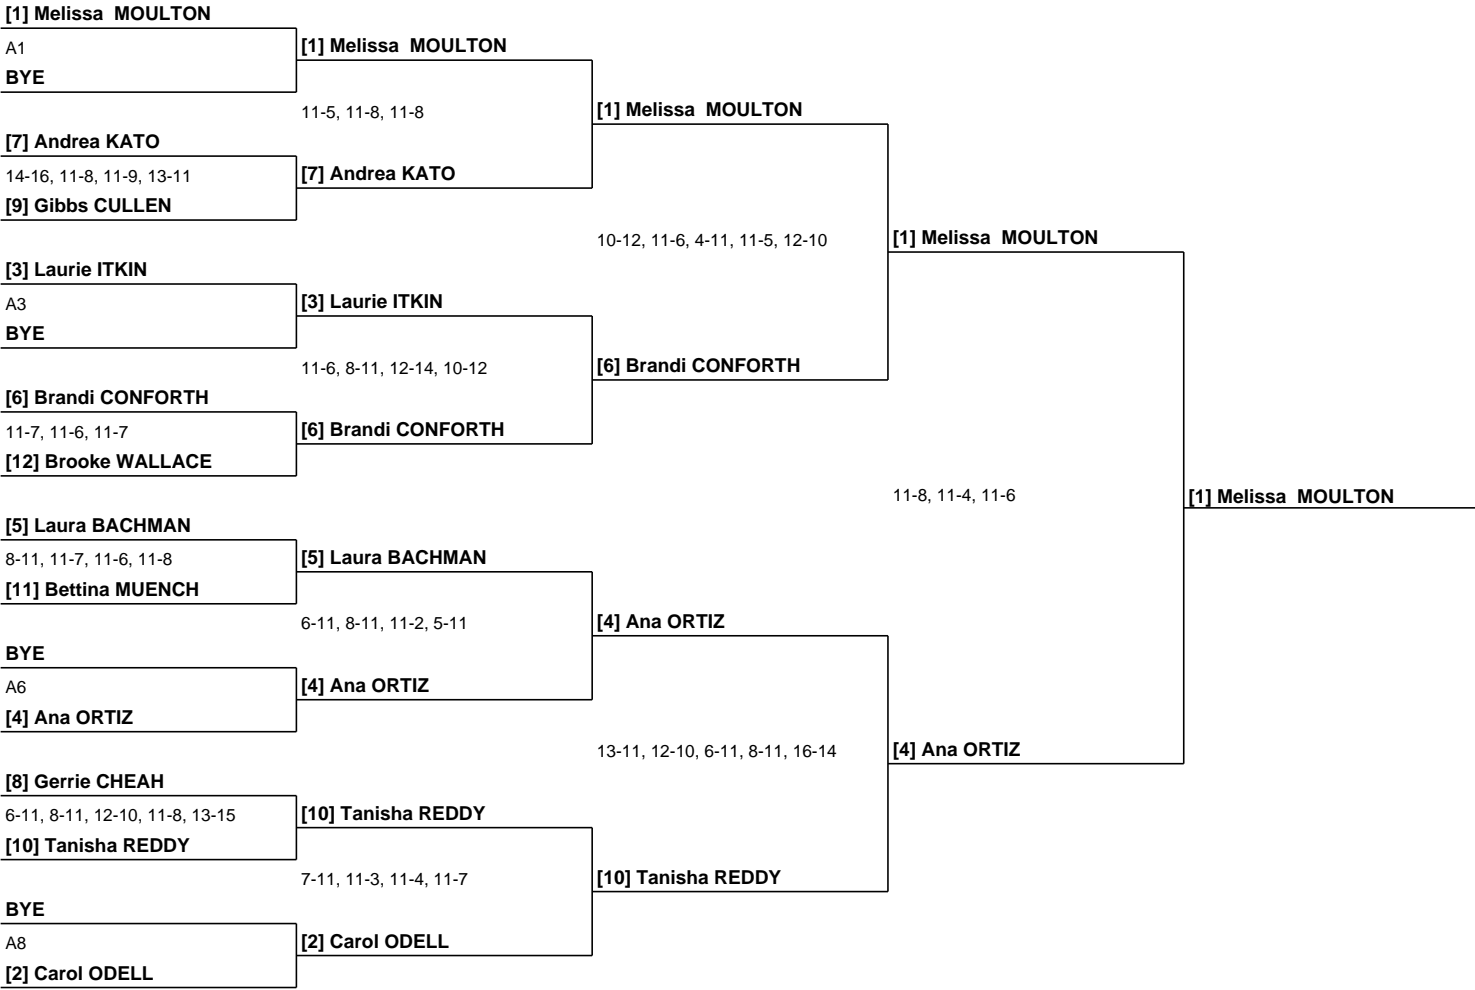 [1] Melissa  MOULTON
A1
BYE
[7] Andrea KATO
14-16, 11-8, 11-9, 13-11
[9] Gibbs CULLEN
[3] Laurie ITKIN
A3
BYE
[6] Brandi CONFORTH
11-7, 11-6, 11-7
[12] Brooke WALLACE
[5] Laura BACHMAN
8-11, 11-7, 11-6, 11-8
[11] Bettina MUENCH
BYE
A6
[4] Ana ORTIZ
[8] Gerrie CHEAH
6-11, 8-11, 12-10, 11-8, 13-15
[10] Tanisha REDDY
BYE
A8
[2] Carol ODELL
[1] Melissa  MOULTON
11-5, 11-8, 11-8
[7] Andrea KATO
[3] Laurie ITKIN
11-6, 8-11, 12-14, 10-12
[6] Brandi CONFORTH
[5] Laura BACHMAN
6-11, 8-11, 11-2, 5-11
[4] Ana ORTIZ
[10] Tanisha REDDY
7-11, 11-3, 11-4, 11-7
[2] Carol ODELL
[1] Melissa  MOULTON
10-12, 11-6, 4-11, 11-5, 12-10
[6] Brandi CONFORTH
[4] Ana ORTIZ
13-11, 12-10, 6-11, 8-11, 16-14
[10] Tanisha REDDY
[1] Melissa  MOULTON
11-8, 11-4, 11-6
[4] Ana ORTIZ
[1] Melissa  MOULTON